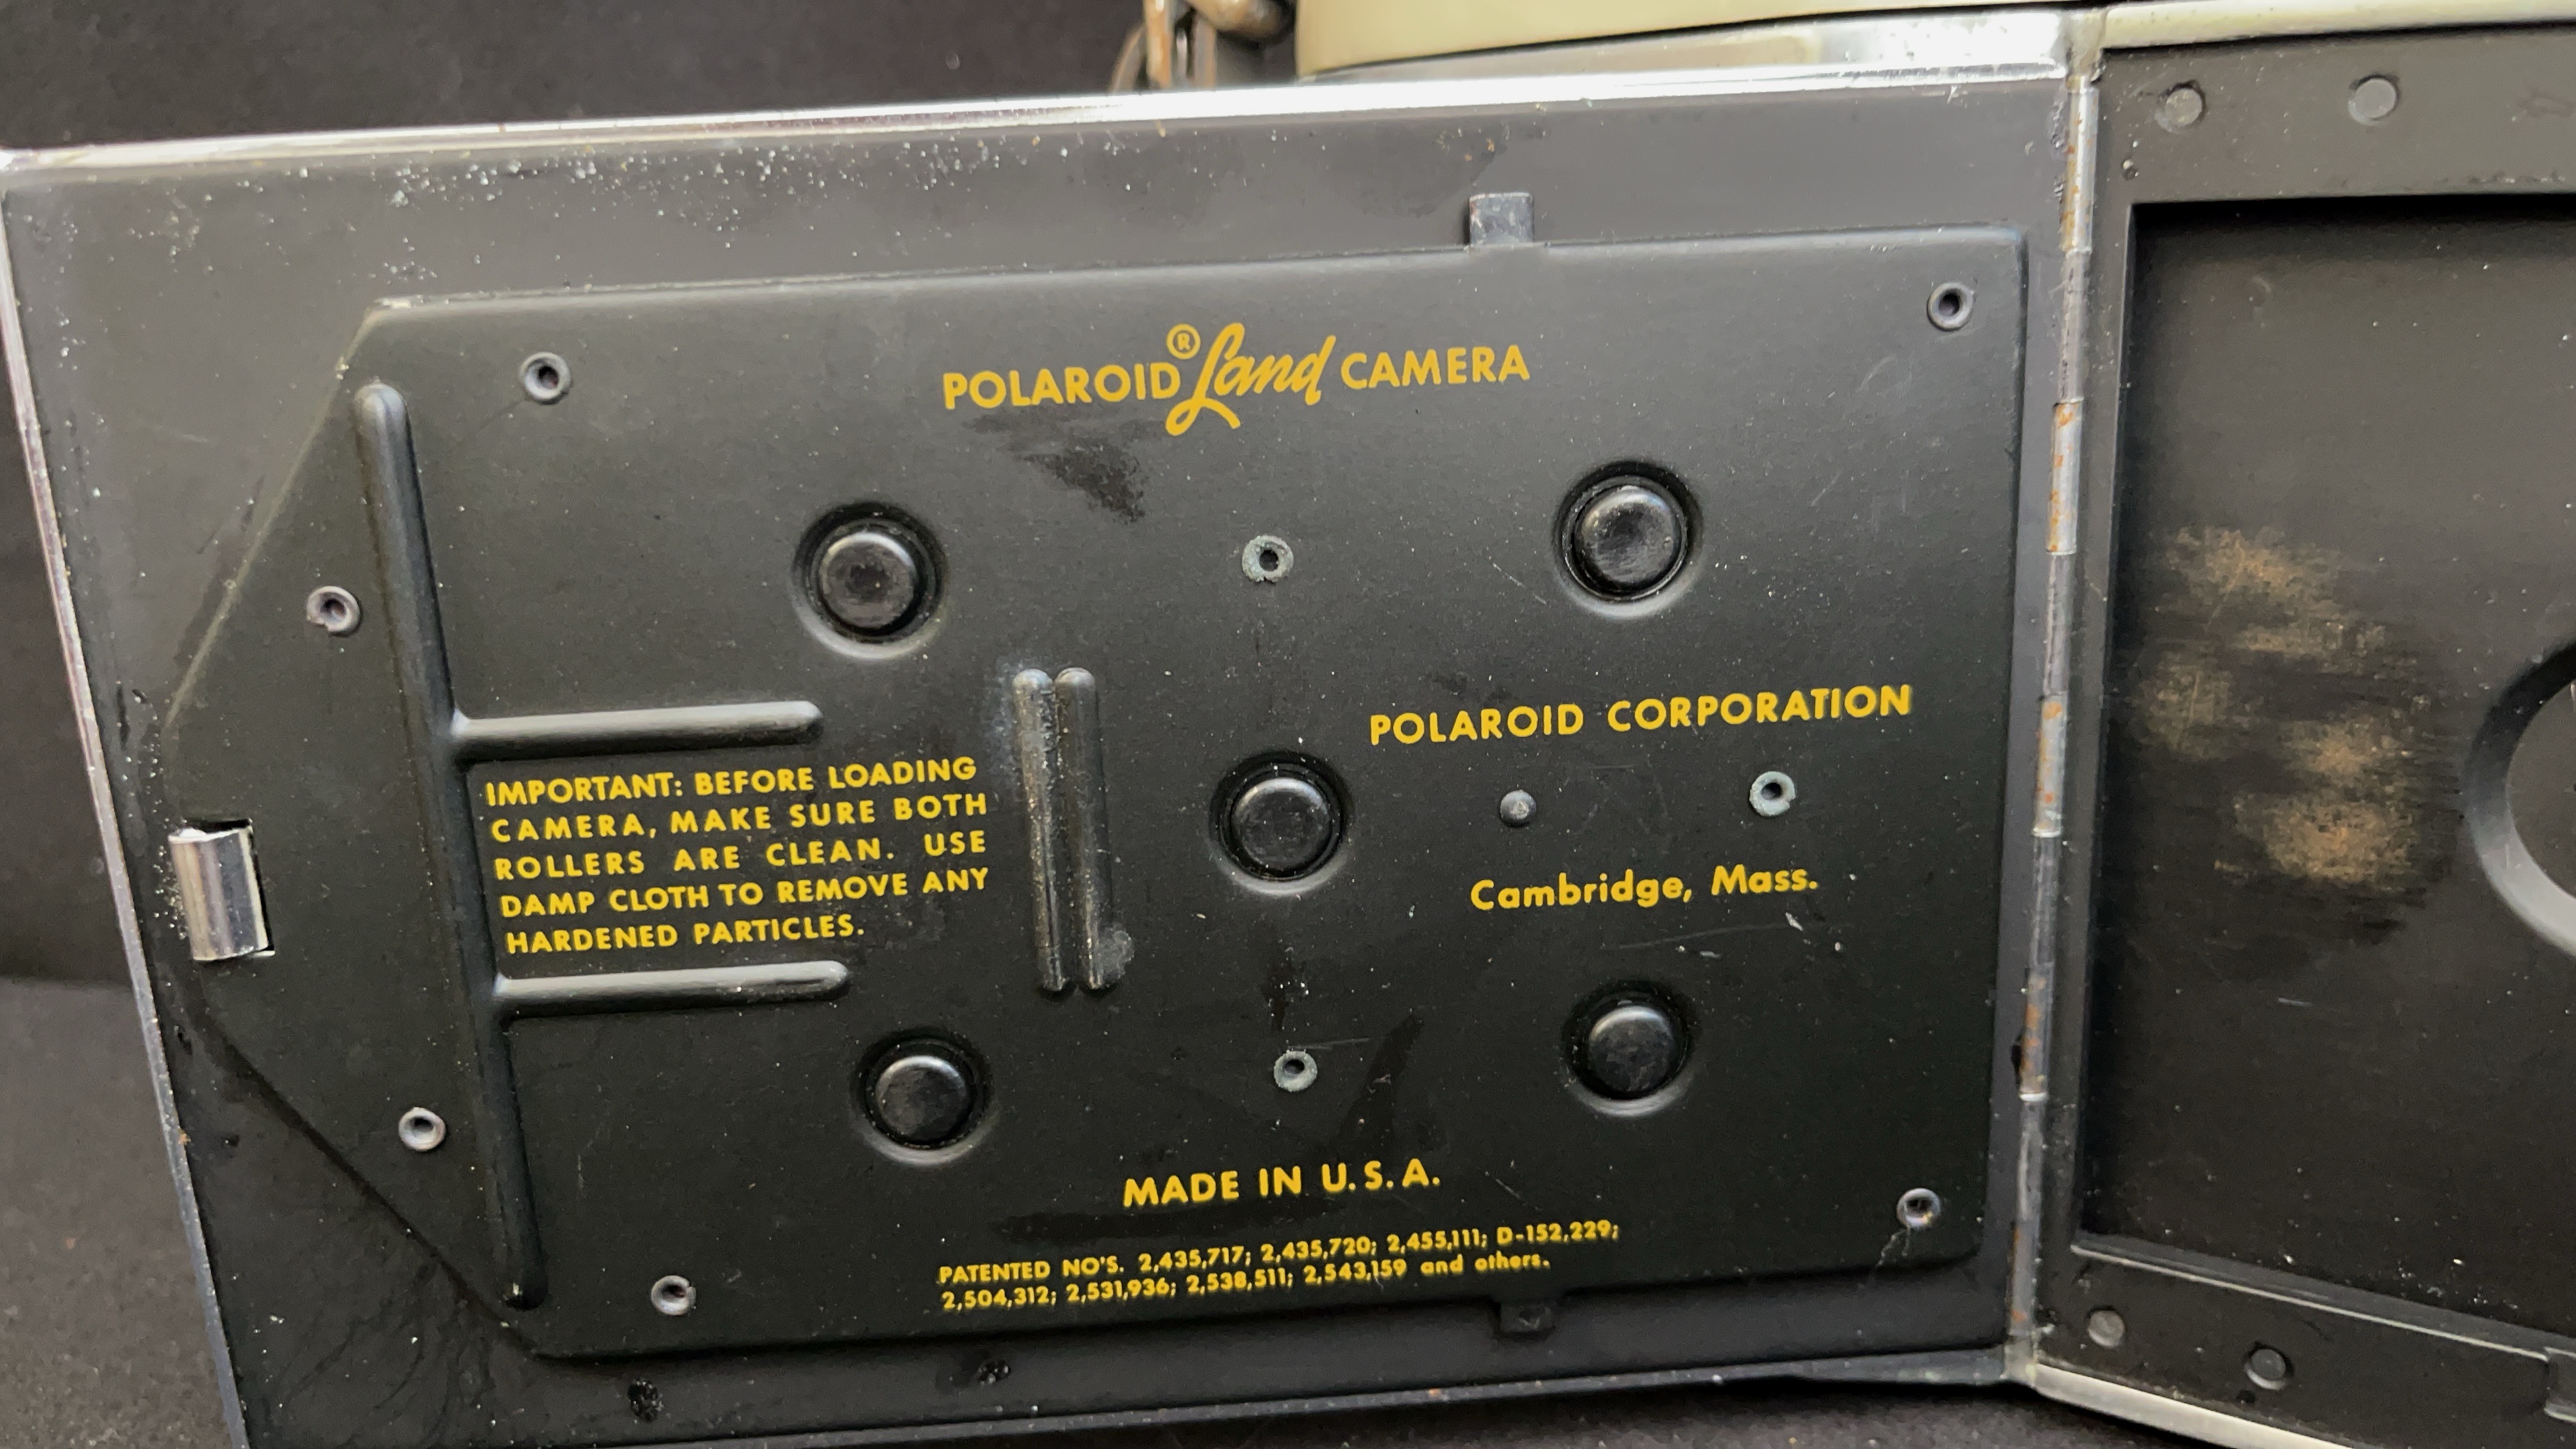 POLAROID® Land CAMERA
POLAROID CORPORATION
IMPORTANT: BEFORE LOADING
CAMERA, MAKE SURE BOTH
ROLLERS ARE CLEAN. USE
DAMP CLOTH TO REMOVE ANY
HARDENED PARTICLES.
Cambridge, Mass.
MADE IN U.S.A.
PATENTED NO'S. 2,435,717; 2,435,720; 2,455,111; D-152,229;
2,504,312; 2,531,936; 2,538,511; 2,543,159 and others.